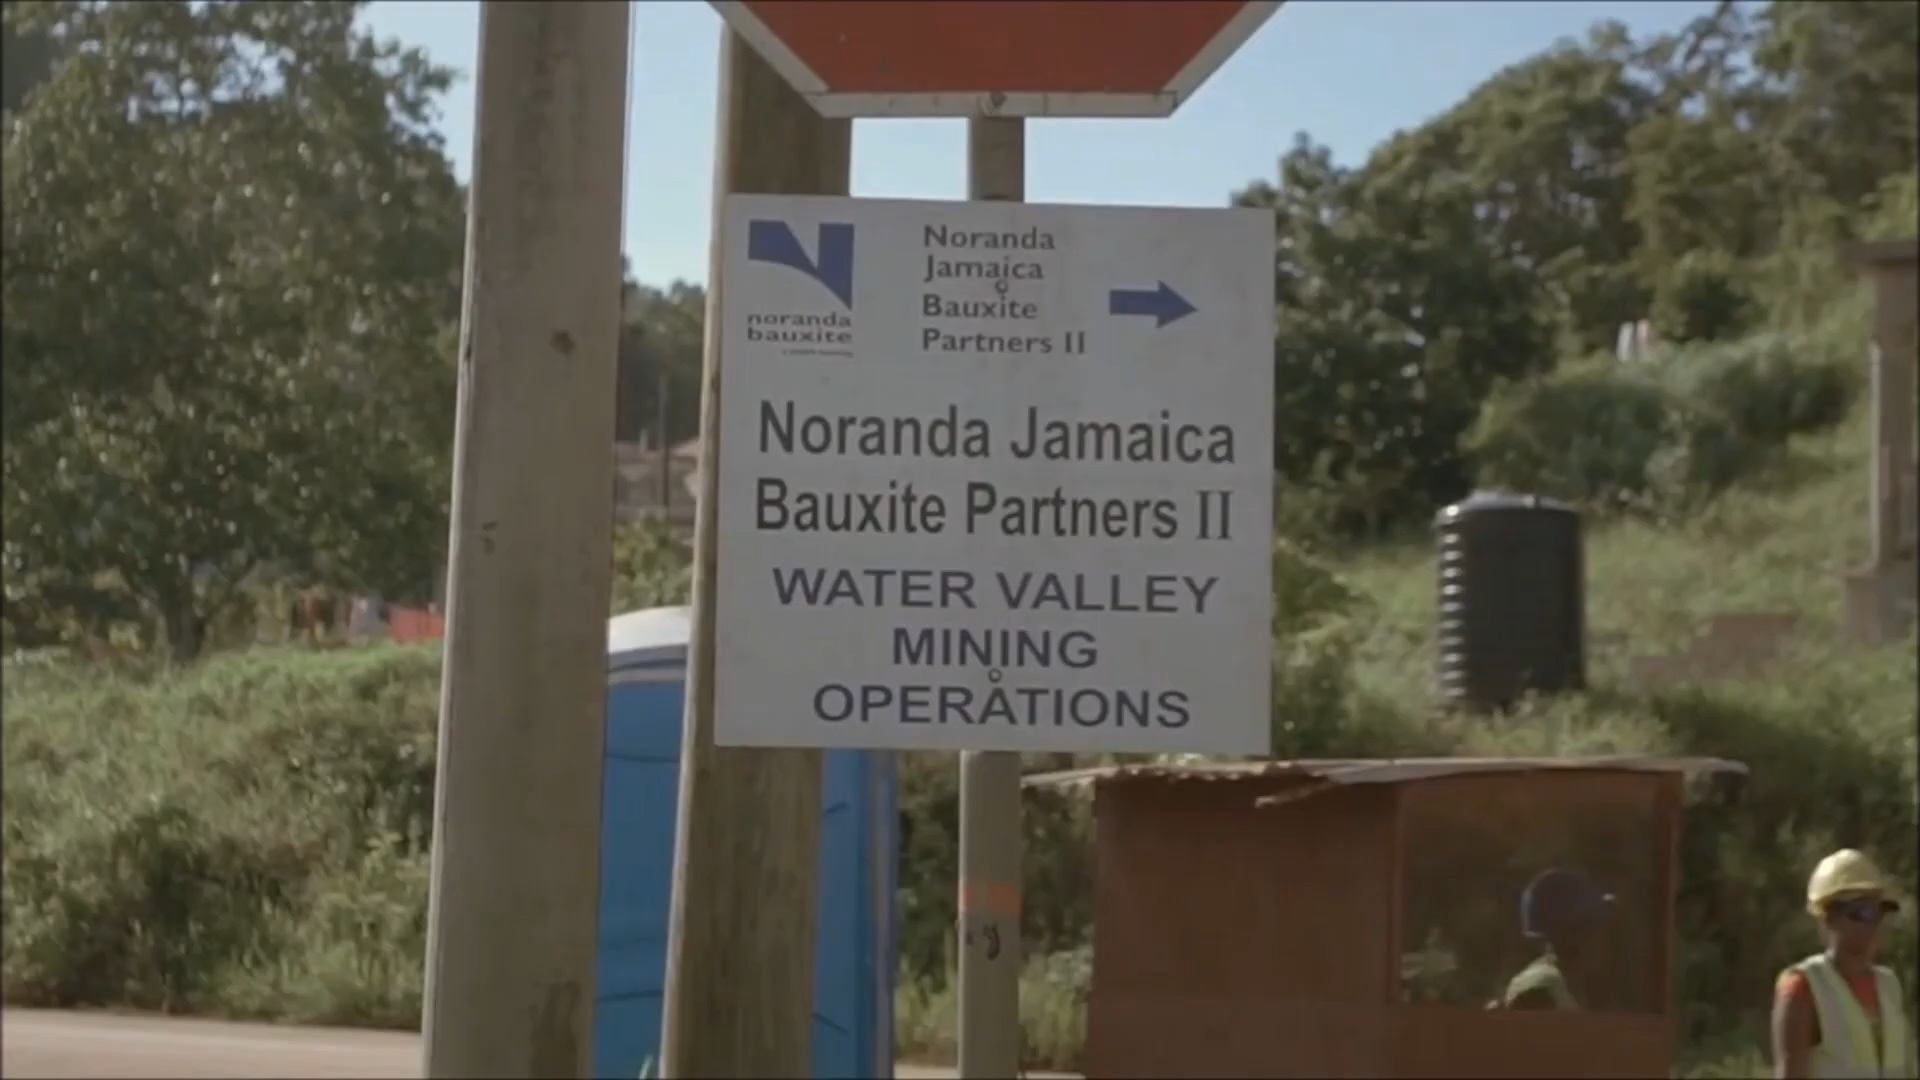 noranda
bauxite
Noranda
Jamaica
Bauxite
Partners II
Noranda Jamaica
Bauxite Partners II
WATER VALLEY
MINING
OPERATIONS